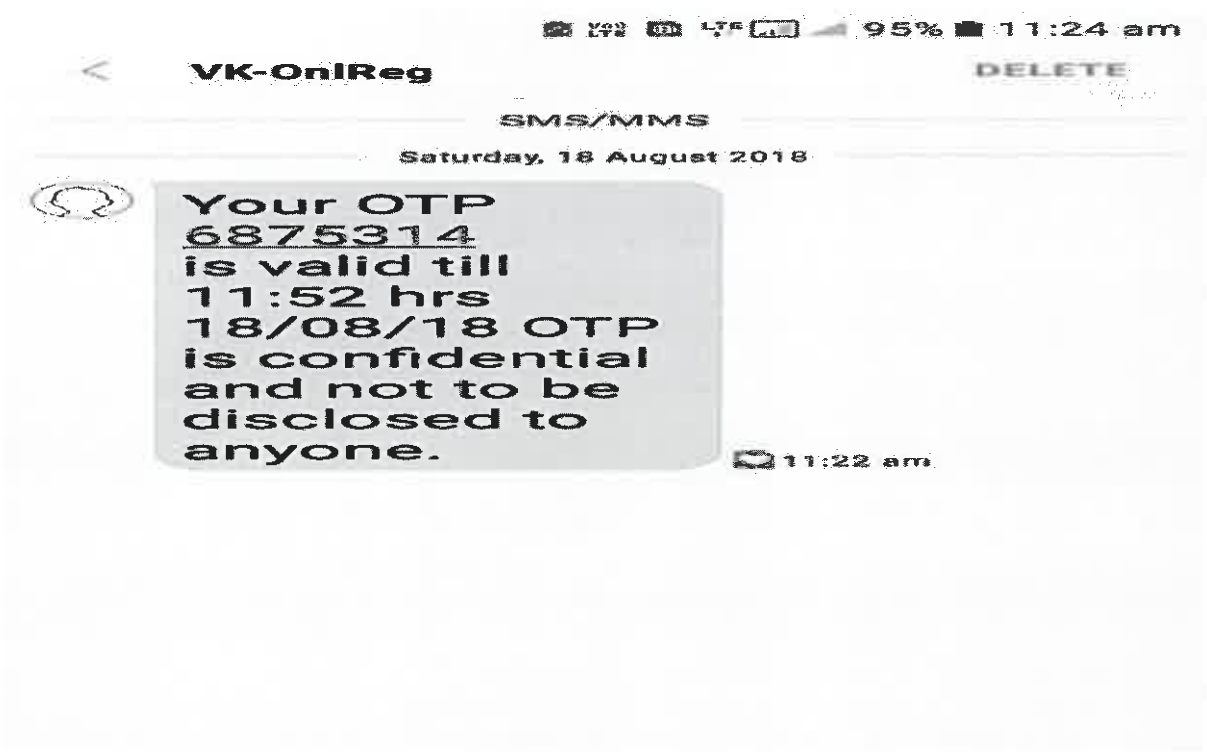 95% 11:24 am
< VK-OnlReg DELETE
SMS/MMS
Saturday, 18 August 2018
Your OTP
6875314
is valid till
11:52 hrs
18/08/18 OTP
is confidential
and not to be
disclosed to
anyone.
11:22 am